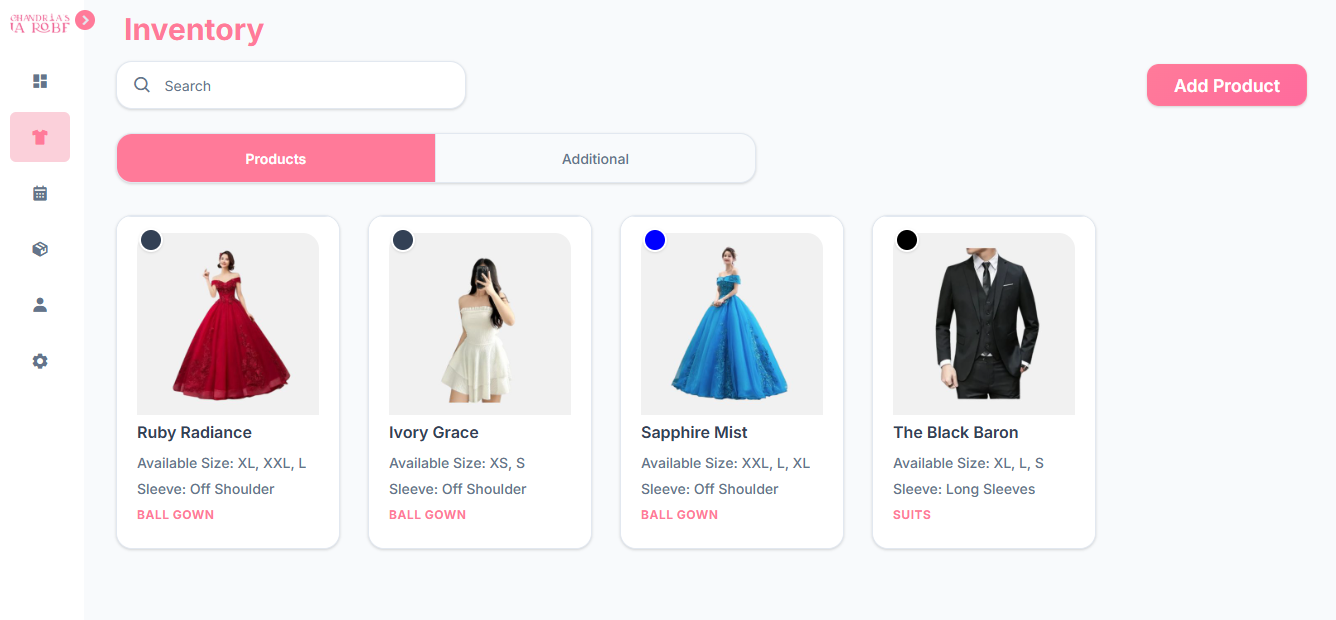 CHANDRIA'S
LA ROBE
Inventory
Search
Add Product
Products
Additional
Ruby Radiance
Available Size: XL, XXL, L
Sleeve: Off Shoulder
BALL GOWN
Ivory Grace
Available Size: XS, S
Sleeve: Off Shoulder
BALL GOWN
Sapphire Mist
Available Size: XXL, L, XL
Sleeve: Off Shoulder
BALL GOWN
The Black Baron
Available Size: XL, L, S
Sleeve: Long Sleeves
SUITS